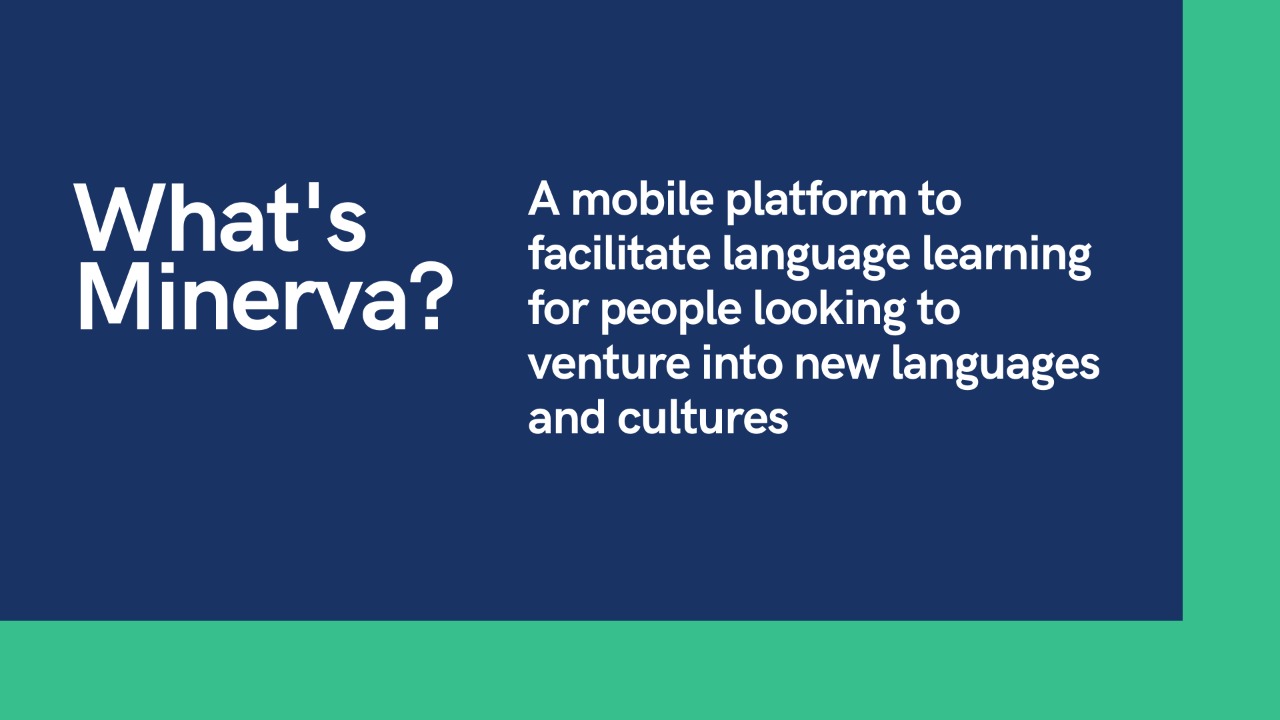 What's
Minerva?
A mobile platform to
facilitate language learning
for people looking to
venture into new languages
and cultures